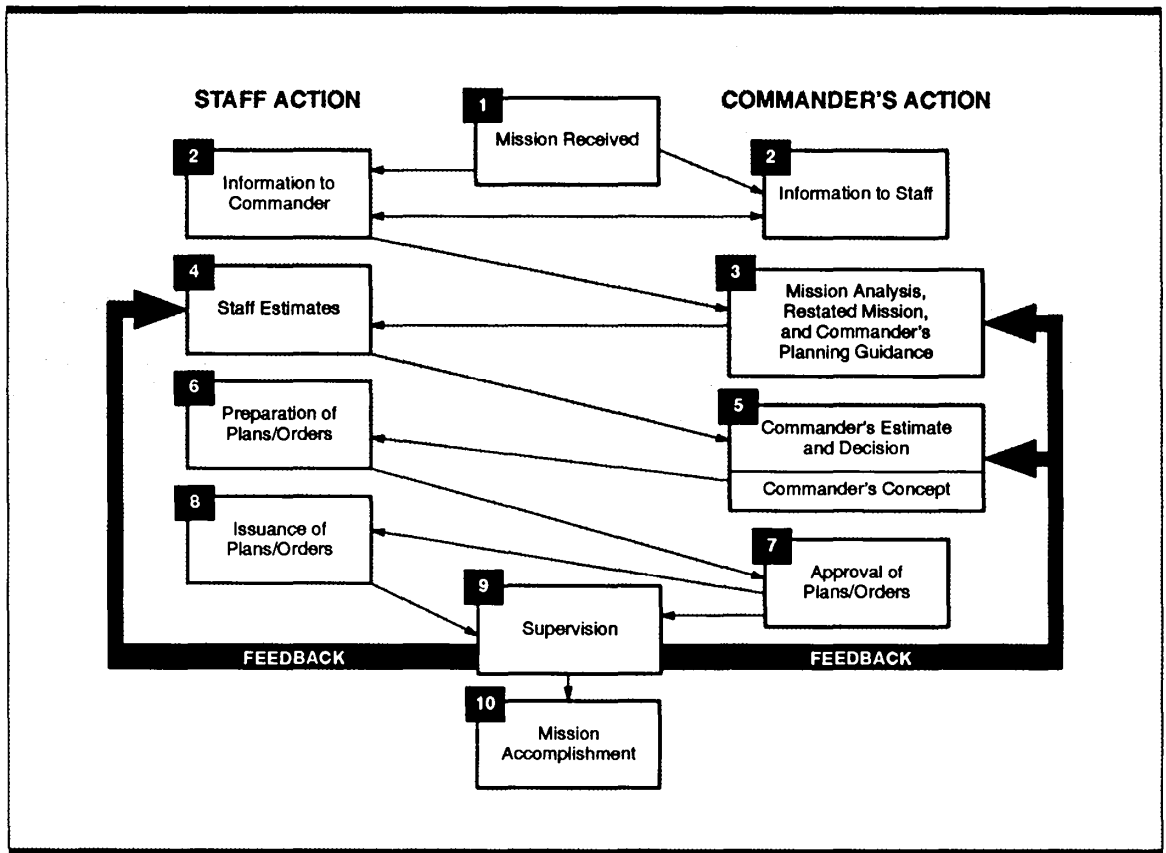 STAFF ACTION
COMMANDER'S ACTION
1
Mission Received
2
Information to
Commander
2
Information to Staff
4
Staff Estimates
3
Mission Analysis,
Restated Mission,
and Commander's
Planning Guidance
6
Preparation of
Plans/Orders
5
Commander's Estimate
and Decision
Commander's Concept
8
Issuance of
Plans/Orders
7
Approval of
Plans/Orders
9
Supervision
FEEDBACK
FEEDBACK
10
Mission
Accomplishment